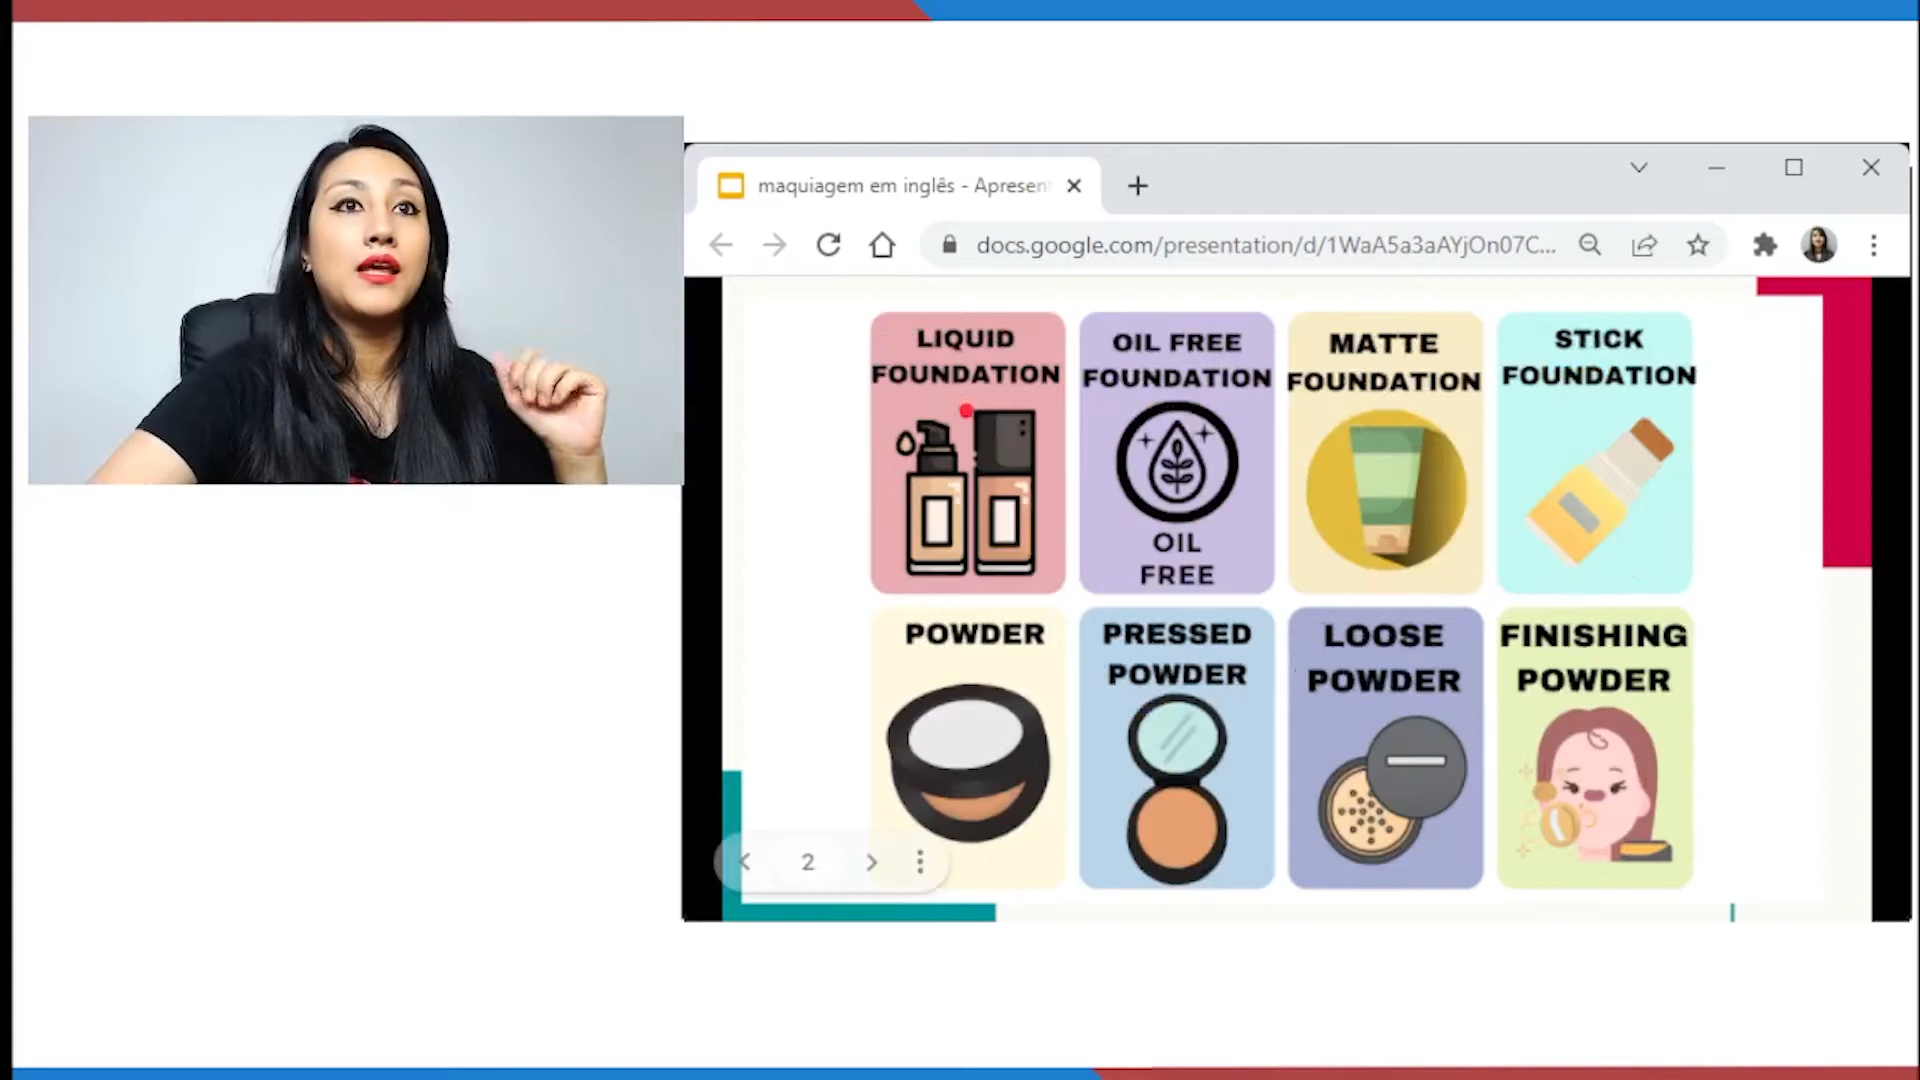 maquiagem em inglês - Apresen
docs.google.com/presentation/d/1WaA5a3aAYjOn07C...
LIQUID
FOUNDATION
OIL FREE
FOUNDATION
OIL
FREE
MATTE
FOUNDATION
STICK
FOUNDATION
POWDER
PRESSED
POWDER
LOOSE
POWDER
FINISHING
POWDER
2